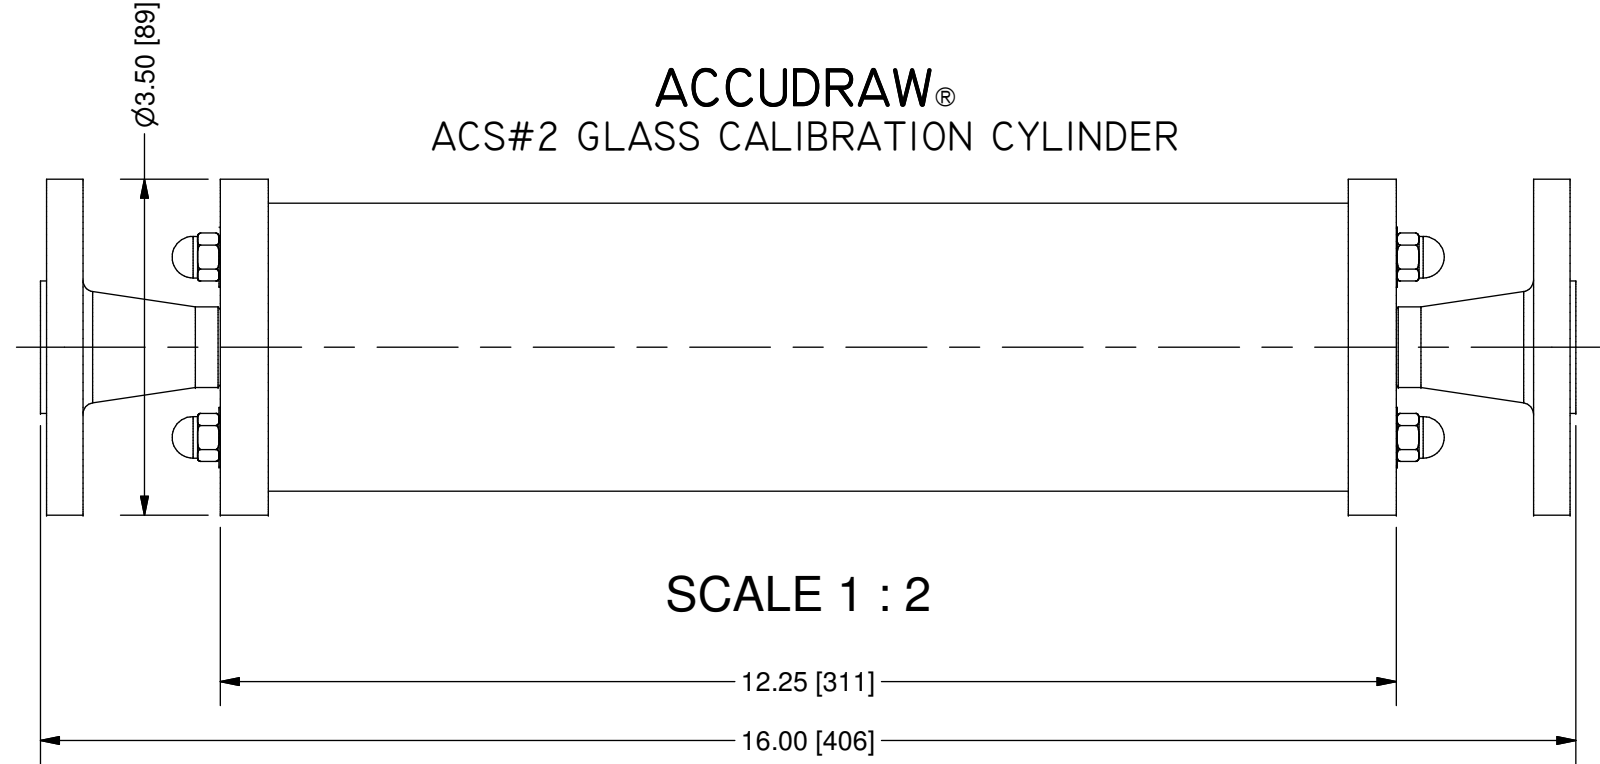 Ø3.50 [89]
ACCUDRAW®
ACS#2 GLASS CALIBRATION CYLINDER
SCALE 1 : 2
12.25 [311]
16.00 [406]